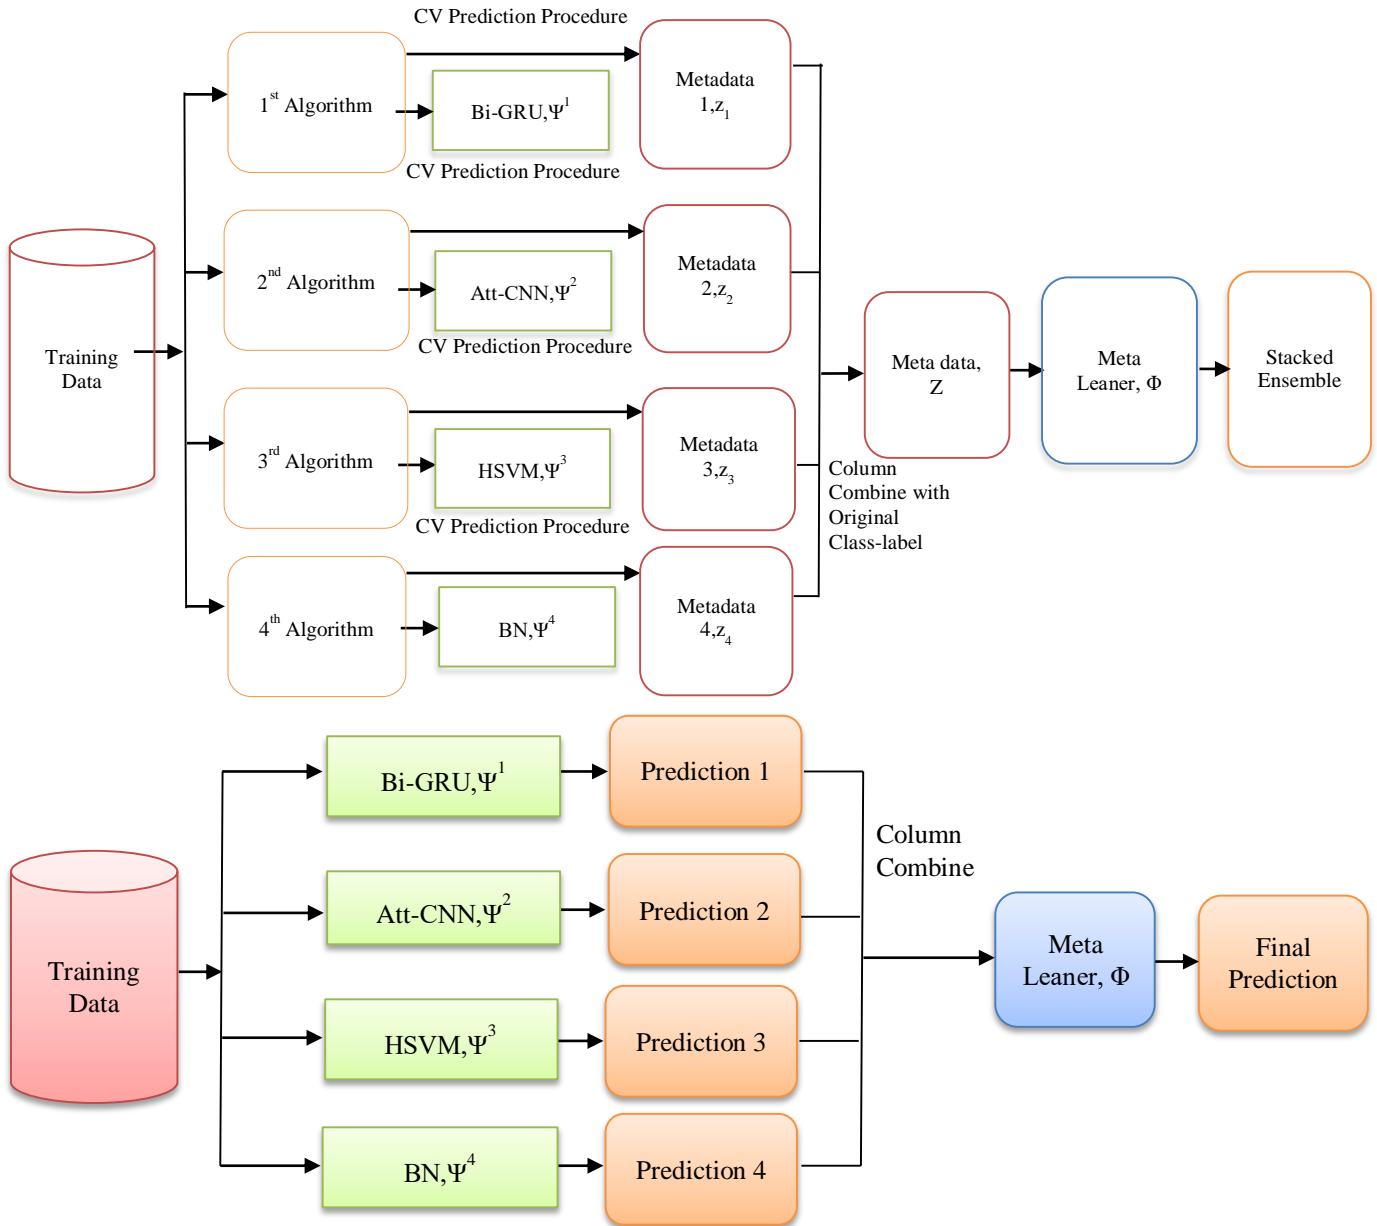 CV Prediction Procedure
1st Algorithm
Bi-GRU,Ψ1
Metadata
1,z1
CV Prediction Procedure
2nd Algorithm
Att-CNN,Ψ2
Metadata
2,z2
CV Prediction Procedure
Training
Data
3rd Algorithm
HSVM,Ψ3
Metadata
3,z3
CV Prediction Procedure
4th Algorithm
BN,Ψ4
Metadata
4,z4
Column
Combine with
Original
Class-label
Meta data,
Z
Meta
Leaner, Φ
Stacked
Ensemble
Training
Data
Bi-GRU,Ψ1
Prediction 1
Att-CNN,Ψ2
Prediction 2
HSVM,Ψ3
Prediction 3
BN,Ψ4
Prediction 4
Column
Combine
Meta
Leaner, Φ
Final
Prediction